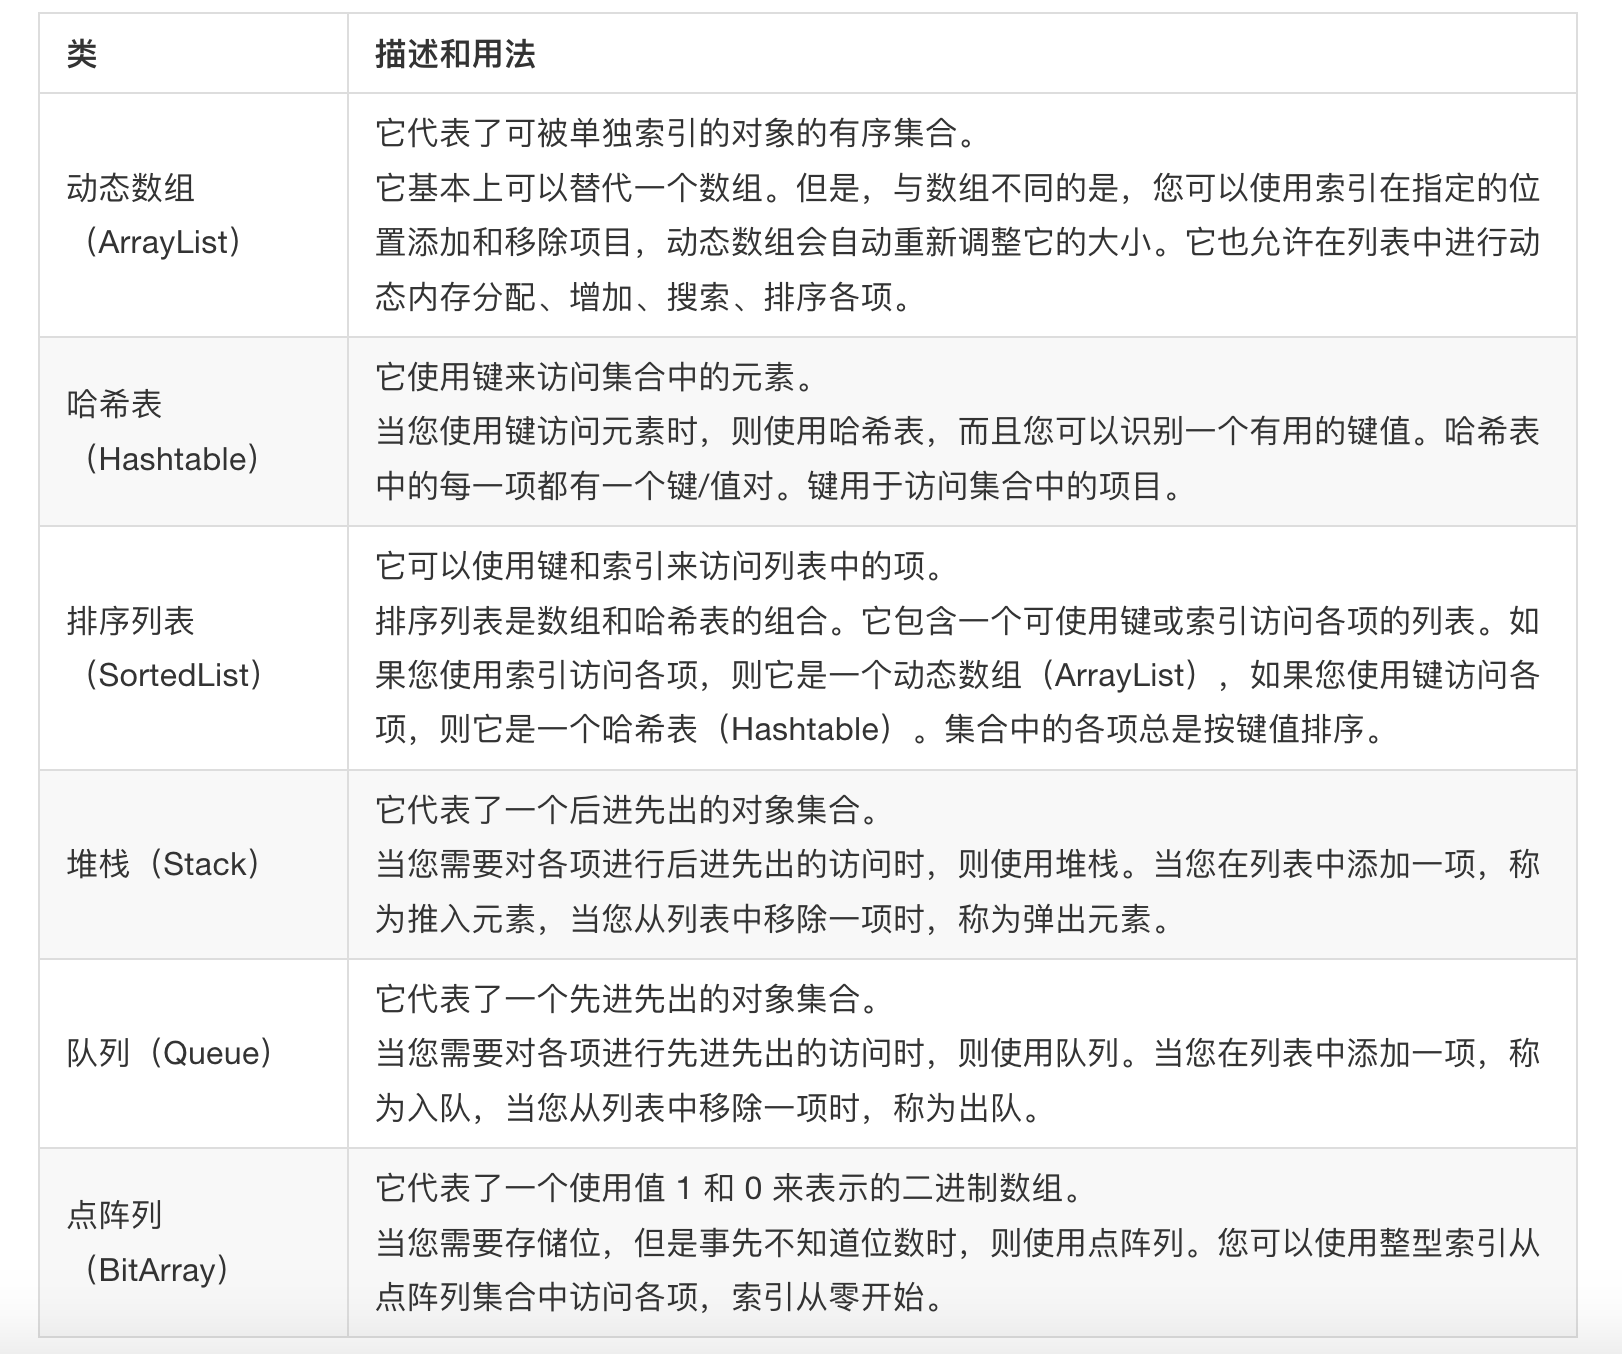 类
描述和用法
动态数组
（ArrayList）
它代表了可被单独索引的对象的有序集合。
它基本上可以替代一个数组。但是，与数组不同的是，您可以使用索引在指定的位
置添加和移除项目，动态数组会自动重新调整它的大小。它也允许在列表中进行动
态内存分配、增加、搜索、排序各项。
哈希表
（Hashtable）
它使用键来访问集合中的元素。
当您使用键访问元素时，则使用哈希表，而且您可以识别一个有用的键值。哈希表
中的每一项都有一个键/值对。键用于访问集合中的项目。
排序列表
（SortedList）
它可以使用键和索引来访问列表中的项。
排序列表是数组和哈希表的组合。它包含一个可使用键或索引访问各项的列表。如
果您使用索引访问各项，则它是一个动态数组（ArrayList），如果您使用键访问各
项，则它是一个哈希表（Hashtable）。集合中的各项总是按键值排序。
堆栈（Stack）
它代表了一个后进先出的对象集合。
当您需要对各项进行后进先出的访问时，则使用堆栈。当您在列表中添加一项，称
为推入元素，当您从列表中移除一项时，称为弹出元素。
队列（Queue）
它代表了一个先进先出的对象集合。
当您需要对各项进行先进先出的访问时，则使用队列。当您在列表中添加一项，称
为入队，当您从列表中移除一项时，称为出队。
点阵列
（BitArray）
它代表了一个使用值 1 和 0 来表示的二进制数组。
当您需要存储位，但是事先不知道位数时，则使用点阵列。您可以使用整型索引从
点阵列集合中访问各项，索引从零开始。